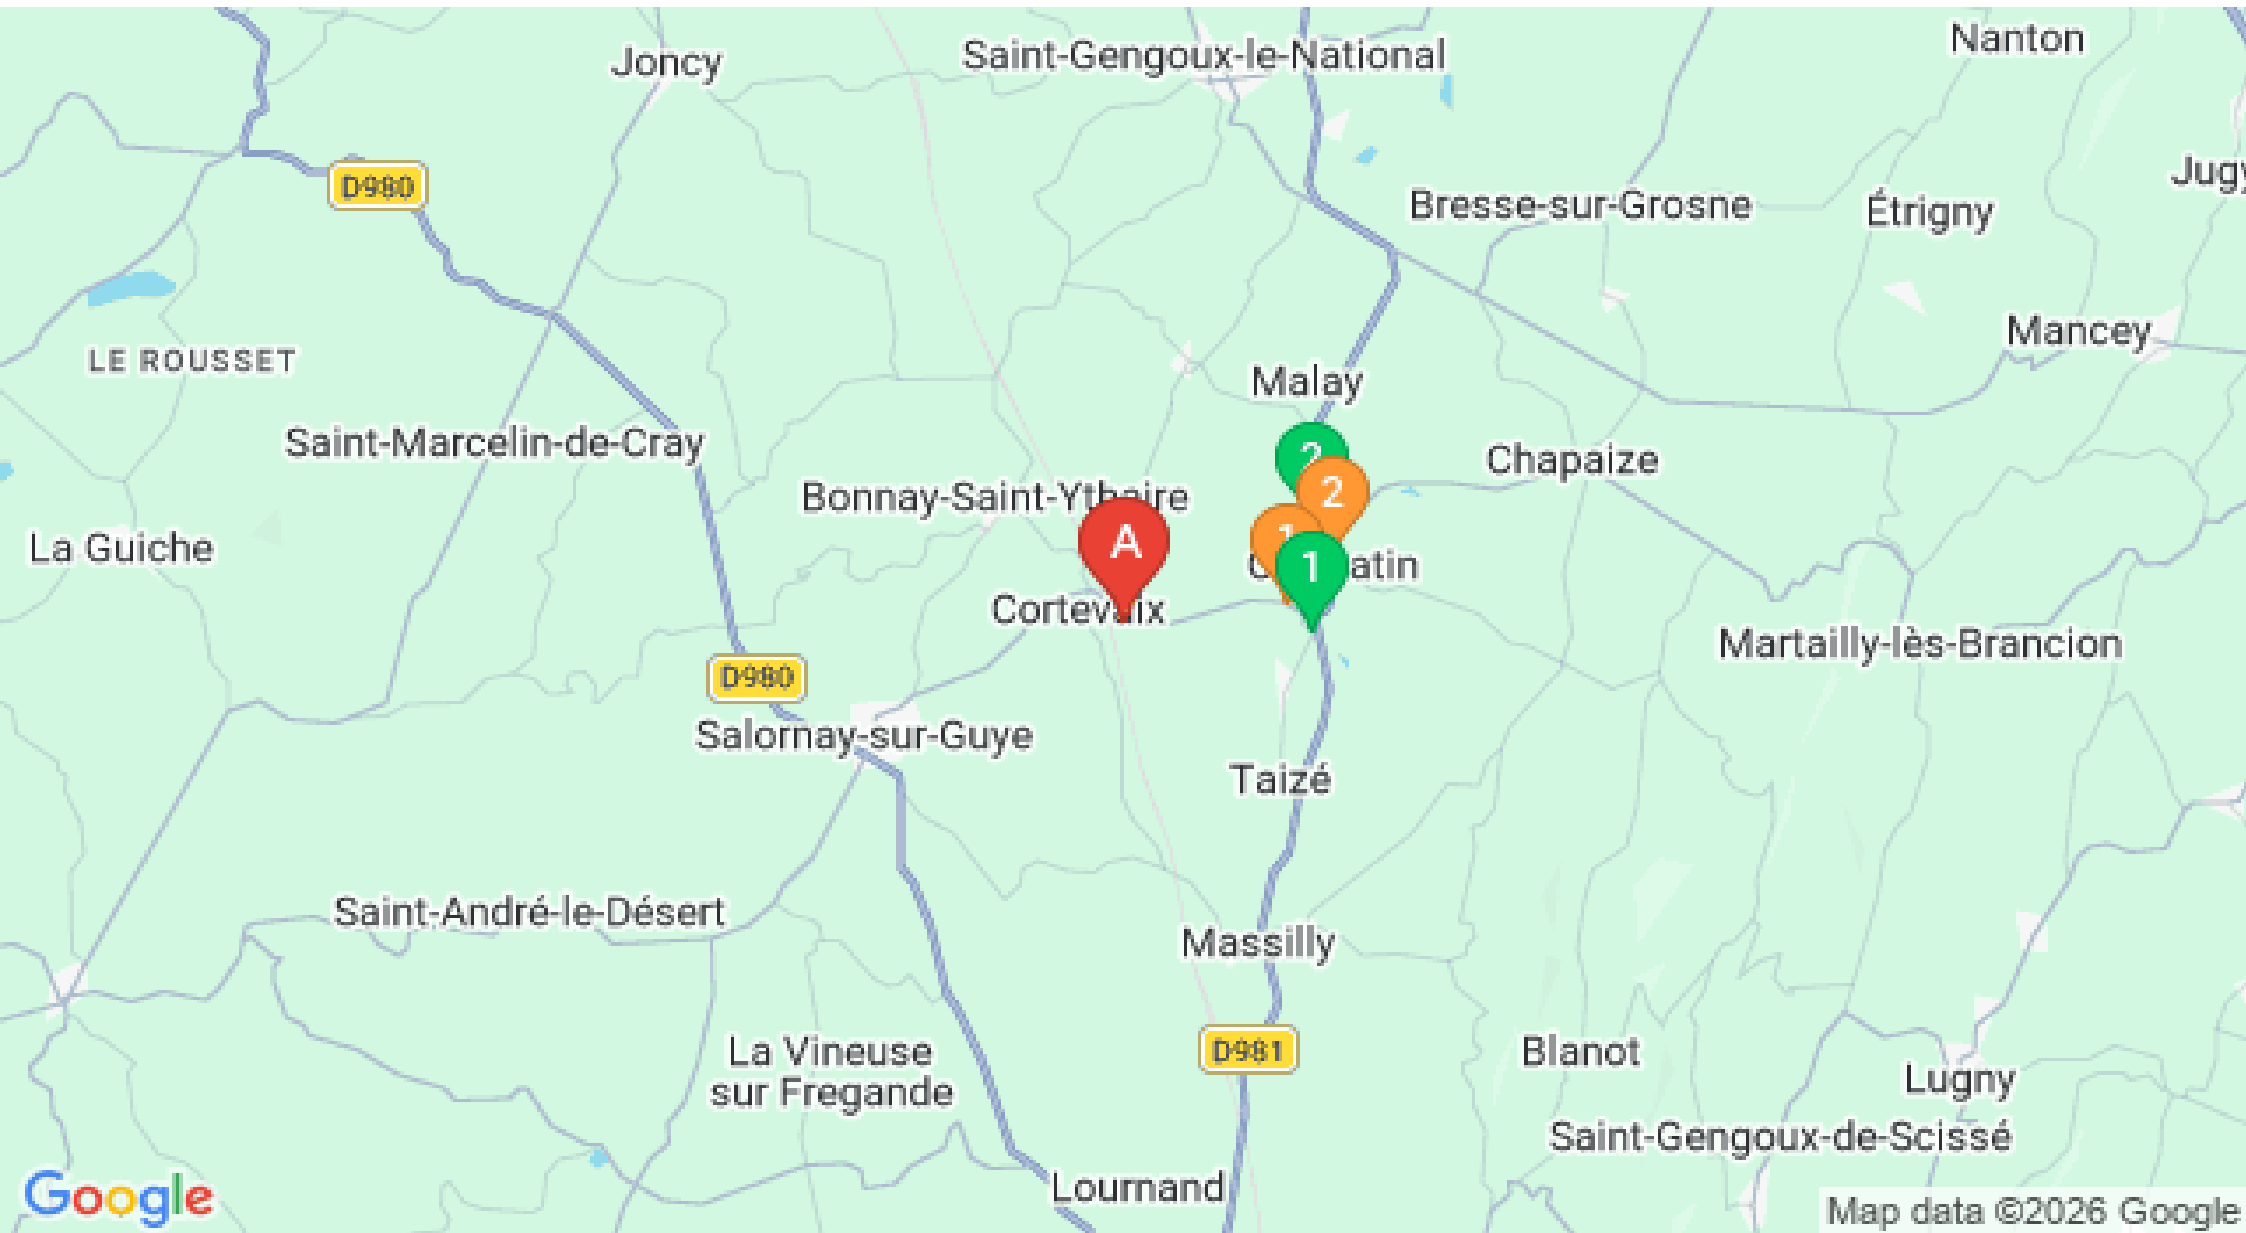 Joncy
Saint-Gengoux-le-National
Nanton
D980
Jugy
Bresse-sur-Grosne
Étrigny
Mancey
LE ROUSSET
Malay
Saint-Marcelin-de-Cray
2
Chapaize
Bonnay-Saint-Ythaire
2
La Guiche
A
1
1
Cortevaix
Martailly-lès-Brancion
D980
Salornay-sur-Guye
Taizé
Saint-André-le-Désert
Massilly
La Vineuse
sur Fregande
D981
Blanot
Lugny
Saint-Gengoux-de-Scissé
Lournand
Google
Map data ©2026 Google